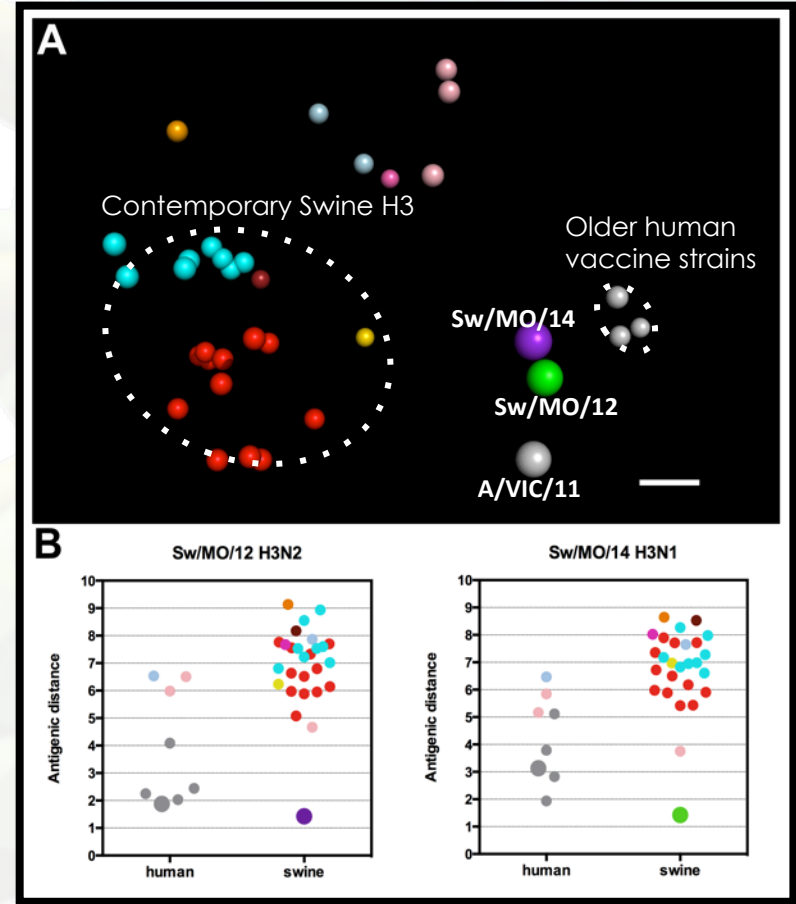 A
Contemporary Swine H3
Older human
vaccine strains
Sw/MO/14
Sw/MO/12
A/VIC/11
B
Sw/MO/12 H3N2
Antigenic distance
10
9
8
7
6
5
4
3
2
1
0
human
swine
Sw/MO/14 H3N1
Antigenic distance
10
9
8
7
6
5
4
3
2
1
0
human
swine